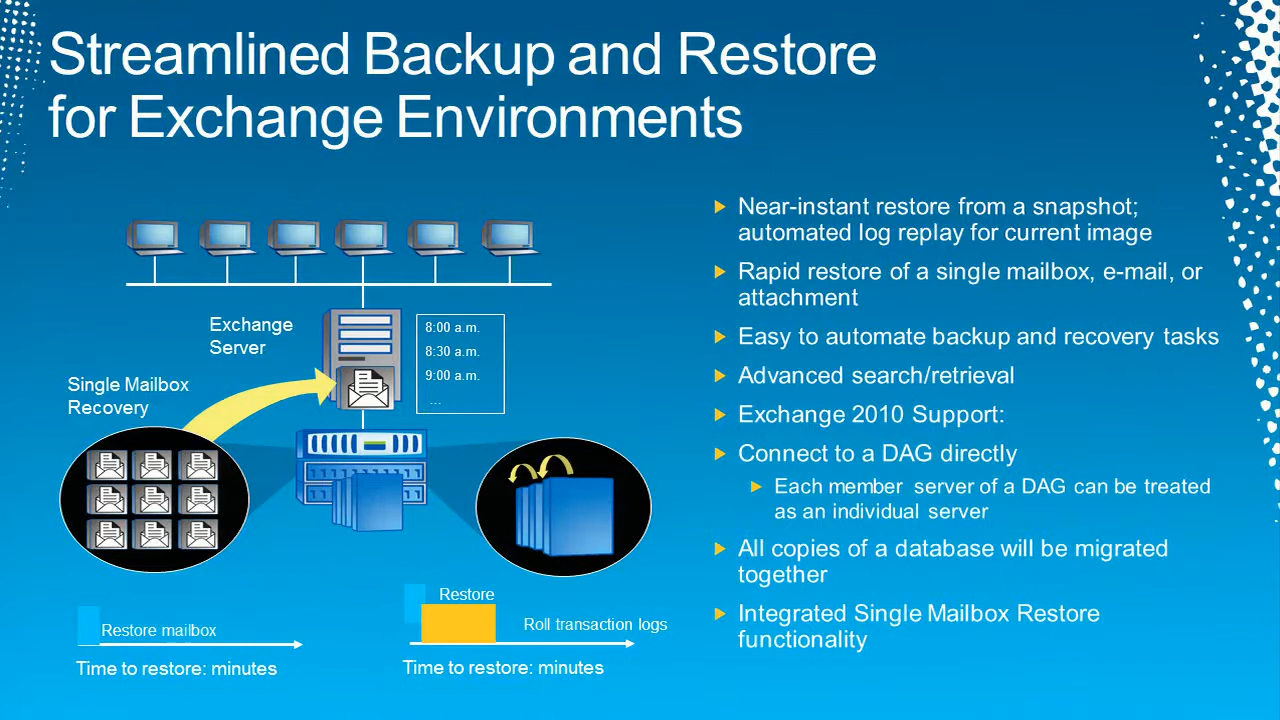 Streamlined Backup and Restore
for Exchange Environments
Exchange
Server
8:00 a.m.
8:30 a.m.
9:00 a.m.
...
Single Mailbox
Recovery
Restore mailbox
Time to restore: minutes
Restore
Roll transaction logs
Time to restore: minutes
Near-instant restore from a snapshot;
automated log replay for current image
Rapid restore of a single mailbox, e-mail, or
attachment
Easy to automate backup and recovery tasks
Advanced search/retrieval
Exchange 2010 Support:
Connect to a DAG directly
Each member server of a DAG can be treated
as an individual server
All copies of a database will be migrated
together
Integrated Single Mailbox Restore
functionality